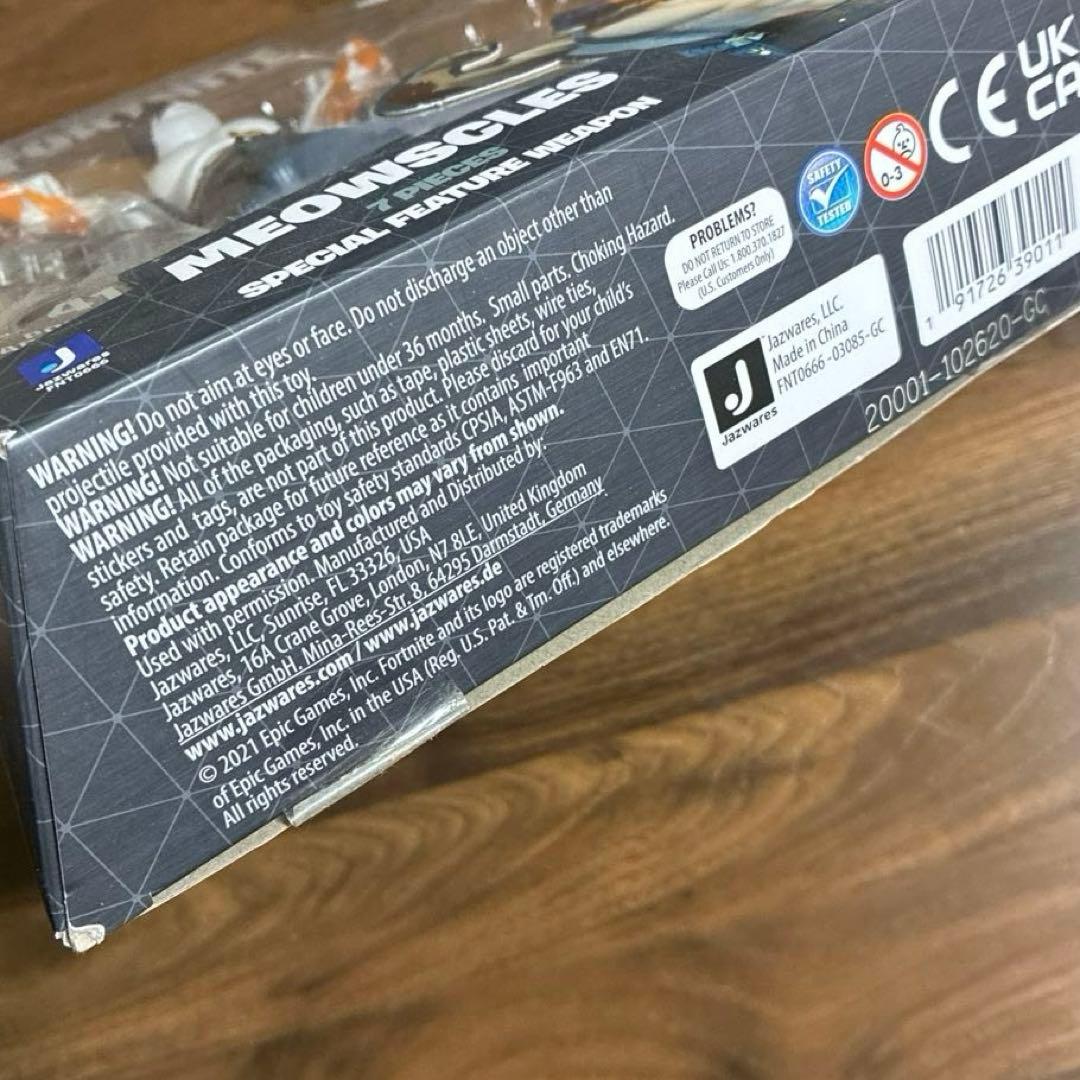 MEOWSCLES
7 PIECES
SPECIAL FEATURE WEAPON
Jazwares
FNT0666
WARNING! Do not aim at eyes or face. Do not discharge an object other than
projectile provided with this toy.
WARNING! Not suitable for children under 36 months. Small parts. Choking Hazard.
WARNING! All of the packaging, such as tape, plastic sheets, wire ties,
stickers and tags, are not part of this product. Please discard for your child's
safety. Retain package for future reference as it contains important
information. Conforms to toy safety standards CPSIA, ASTM-F963 and EN71.
Product appearance and colors may vary from shown.
Used with permission. Manufactured and Distributed by:
Jazwares, LLC, Sunrise, FL 33326, USA
Jazwares, 16A Crane Grove, London, N7 8LE, United Kingdom
Jazwares GmbH. Mina-Rees-Str. 8, 64295 Darmstadt, Germany
www.jazwares.com / www.jazwares.de
© 2021 Epic Games, Inc. Fortnite and its logo are registered trademarks
of Epic Games, Inc. in the USA (Reg. U.S. Pat. & Tm. Off.) and elsewhere.
All rights reserved.
PROBLEMS?
DO NOT RETURN TO STORE
Please Call Us: 1.800.370.1827
(U.S. Customers Only)
SAFETY
TESTED
0-3
CE
UK
CA
Jazwares
Jazwares, LLC.
Made in China
FNT0666-03085-GC
1 91726 39011
20001-102620-GC